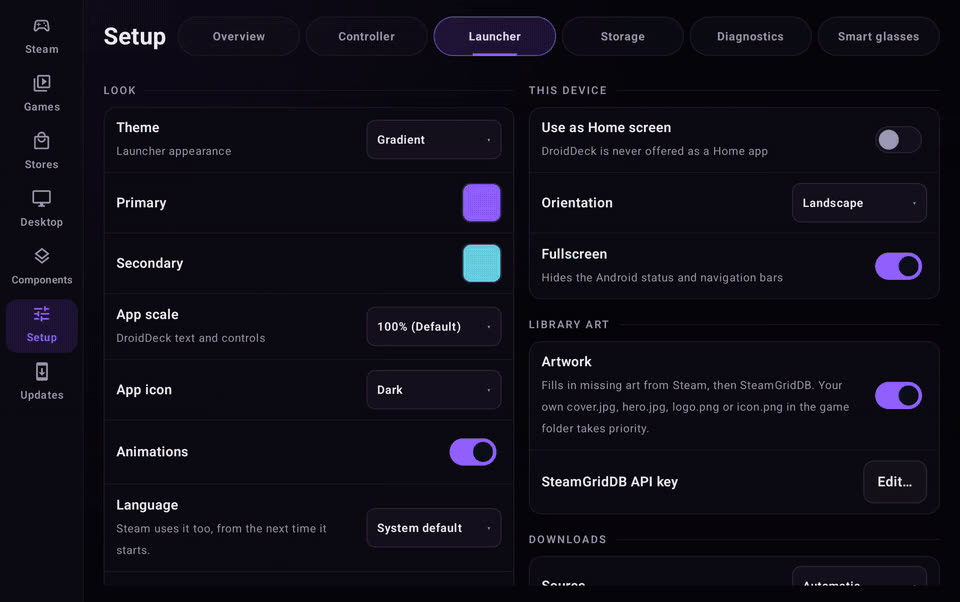 Steam
Games
Stores
Desktop
Components
Setup
Updates
Setup
Overview
Controller
Launcher
Storage
Diagnostics
Smart glasses
LOOK
Theme
Launcher appearance
Gradient
Primary
Secondary
App scale
DroidDeck text and controls
100% (Default)
App icon
Dark
Animations
Language
Steam uses it too, from the next time it
starts.
System default
THIS DEVICE
Use as Home screen
DroidDeck is never offered as a Home app
Orientation
Landscape
Fullscreen
Hides the Android status and navigation bars
LIBRARY ART
Artwork
Fills in missing art from Steam, then SteamGridDB. Your
own cover.jpg, hero.jpg, logo.png or icon.png in the game
folder takes priority.
SteamGridDB API key
Edit...
DOWNLOADS
Source
Automatic